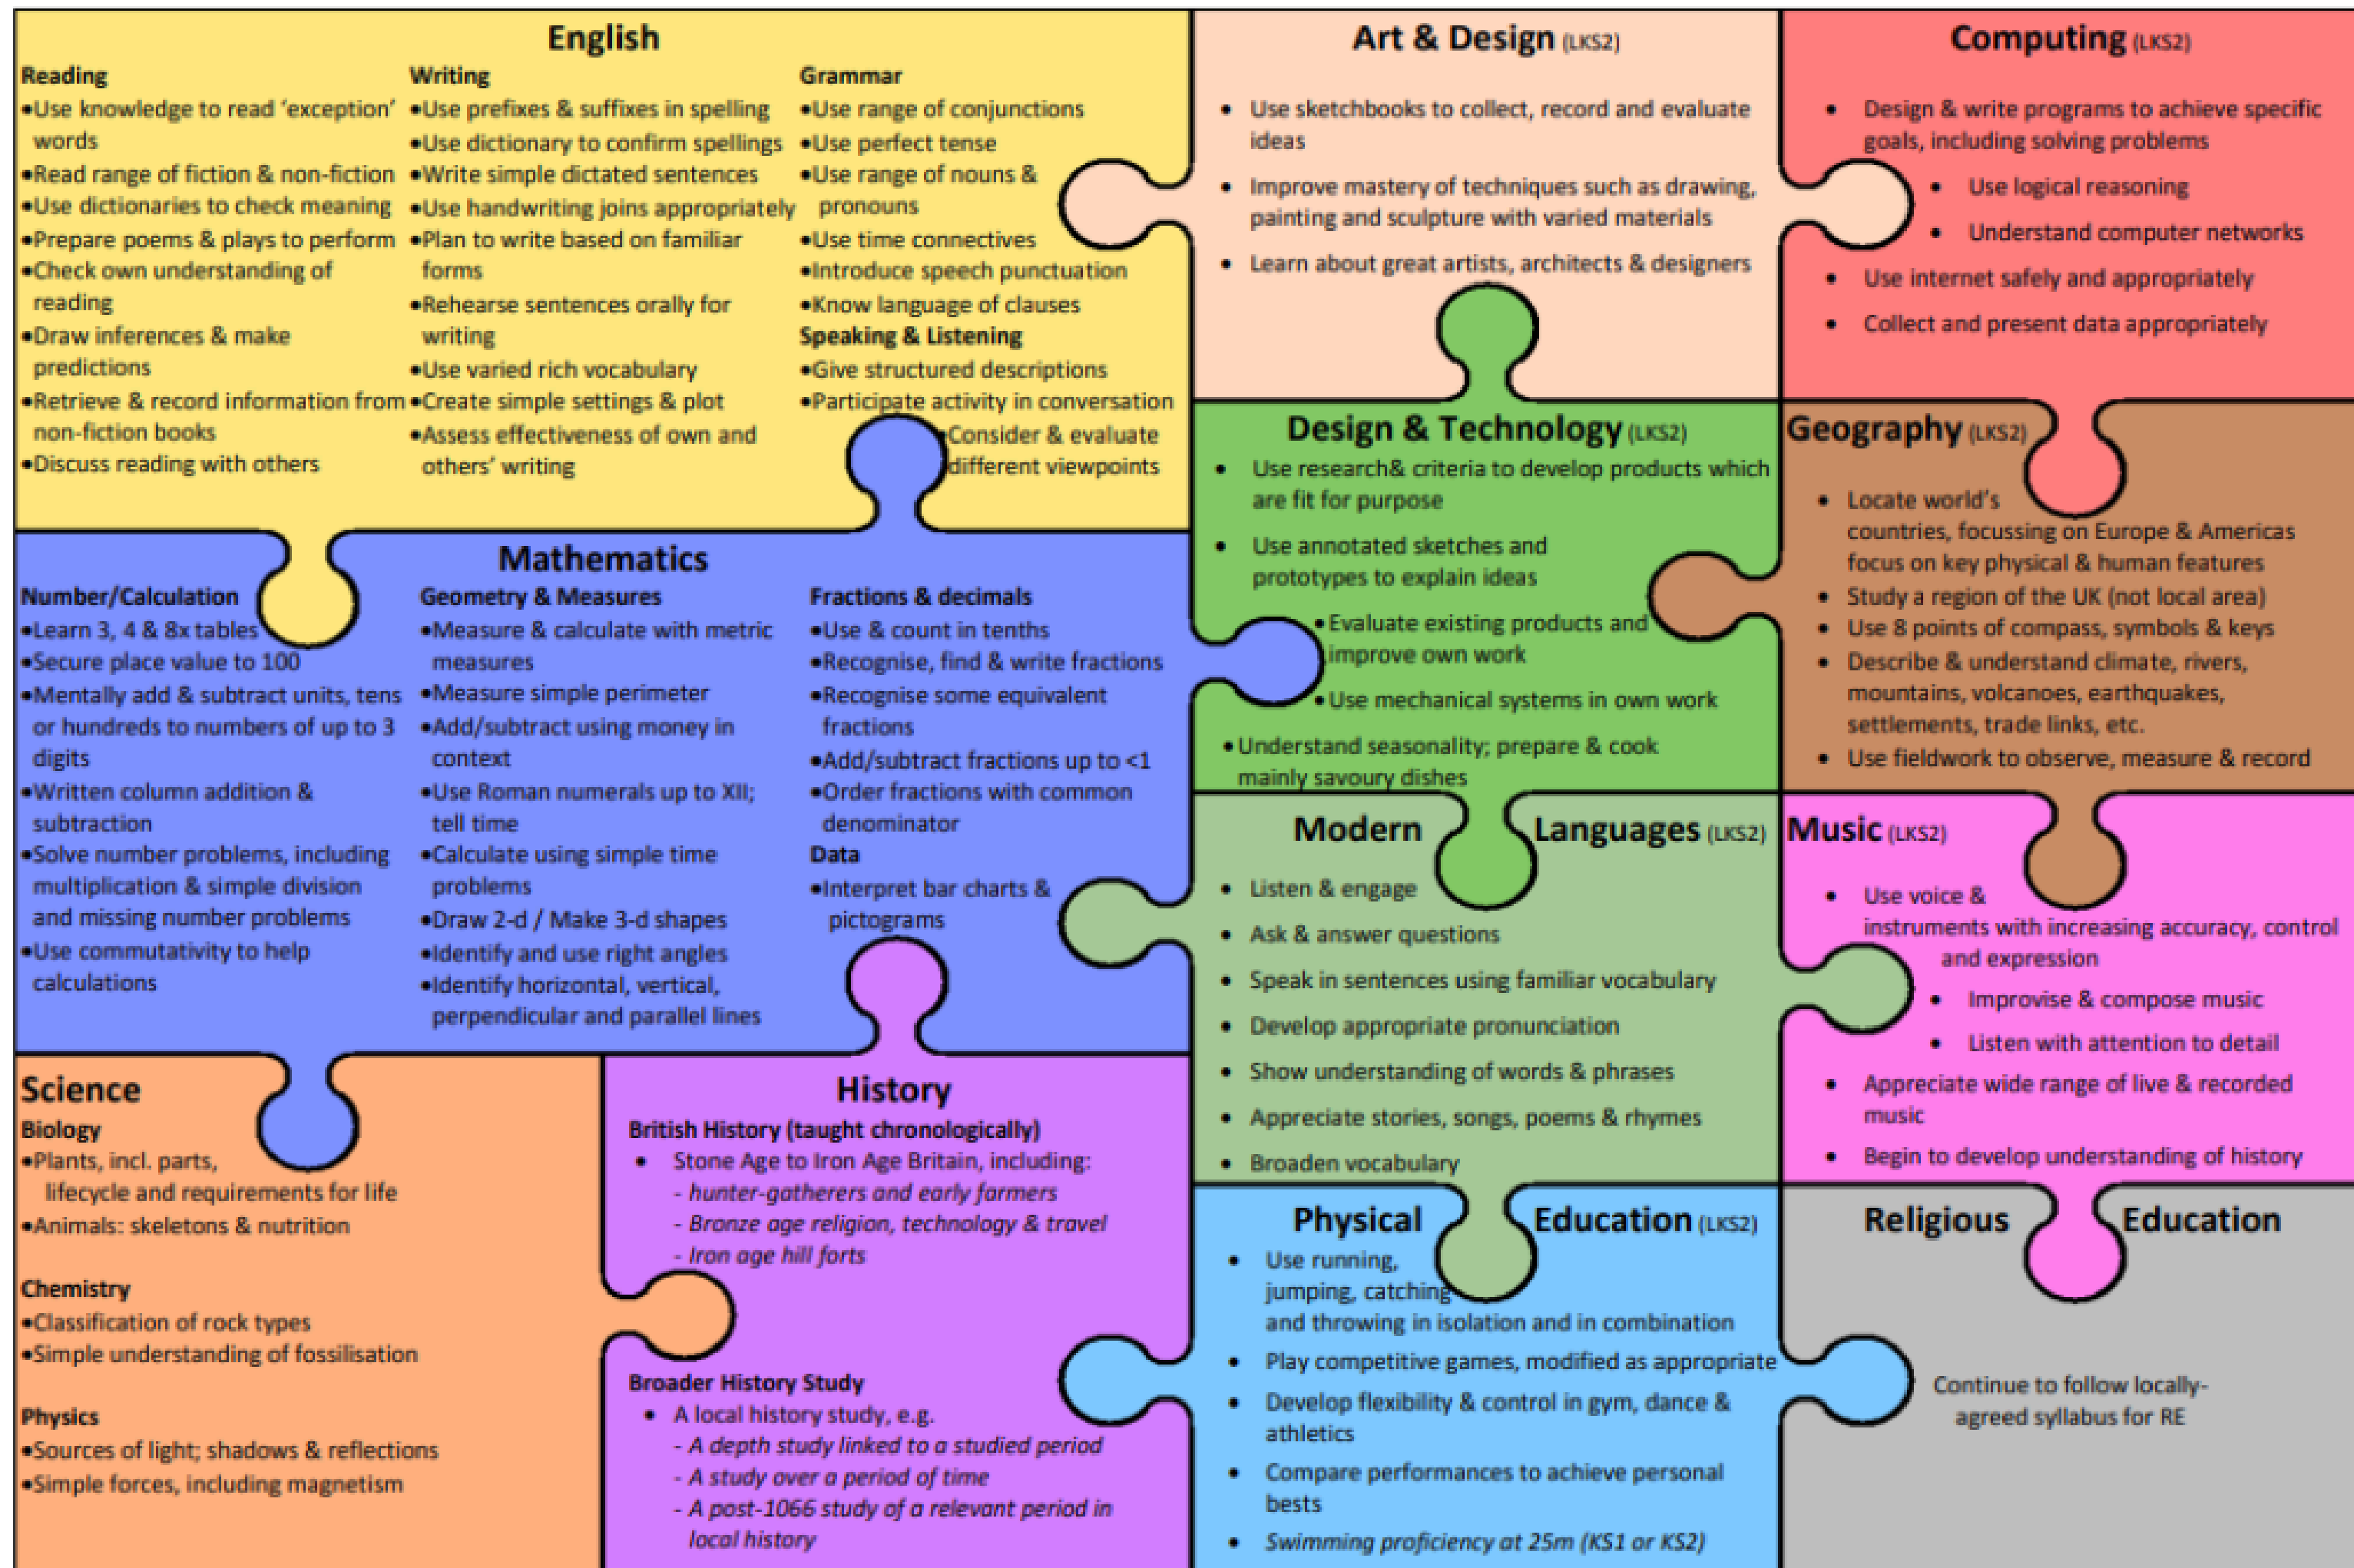 English
Reading
•Use knowledge to read ‘exception’
words
•Read range of fiction & non-fiction
•Use dictionaries to check meaning
•Prepare poems & plays to perform
•Check own understanding of
reading
•Draw inferences & make
predictions
•Retrieve & record information from
non-fiction books
•Discuss reading with others
Writing
•Use prefixes & suffixes in spelling
•Use dictionary to confirm spellings
•Write simple dictated sentences
•Use handwriting joins appropriately
•Plan to write based on familiar
forms
•Rehearse sentences orally for
writing
•Use varied rich vocabulary
•Create simple settings & plot
•Assess effectiveness of own and
others’ writing
Grammar
•Use range of conjunctions
•Use perfect tense
•Use range of nouns &
pronouns
•Use time connectives
•Introduce speech punctuation
•Know language of clauses
Speaking & Listening
•Give structured descriptions
•Participate activity in conversation
•Consider & evaluate
different viewpoints
Art & Design (LKS2)
• Use sketchbooks to collect, record and evaluate
ideas
• Improve mastery of techniques such as drawing,
painting and sculpture with varied materials
• Learn about great artists, architects & designers
Computing (LKS2)
• Design & write programs to achieve specific
goals, including solving problems
• Use logical reasoning
• Understand computer networks
• Use internet safely and appropriately
• Collect and present data appropriately
Mathematics
Number/Calculation
•Learn 3, 4 & 8x tables
•Secure place value to 100
•Mentally add & subtract units, tens
or hundreds to numbers of up to 3
digits
•Written column addition &
subtraction
•Solve number problems, including
multiplication & simple division
and missing number problems
•Use commutativity to help
calculations
Geometry & Measures
•Measure & calculate with metric
measures
•Measure simple perimeter
•Add/subtract using money in
context
•Use Roman numerals up to XII;
tell time
•Calculate using simple time
problems
•Draw 2-d / Make 3-d shapes
•Identify and use right angles
•Identify horizontal, vertical,
perpendicular and parallel lines
Fractions & decimals
•Use & count in tenths
•Recognise, find & write fractions
•Recognise some equivalent
fractions
•Add/subtract fractions up to <1
•Order fractions with common
denominator
Data
•Interpret bar charts &
pictograms
Design & Technology (LKS2)
• Use research& criteria to develop products which
are fit for purpose
• Use annotated sketches and
prototypes to explain ideas
•Evaluate existing products and
improve own work
•Use mechanical systems in own work
•Understand seasonality; prepare & cook
mainly savoury dishes
Geography (LKS2)
• Locate world’s
countries, focussing on Europe & Americas
focus on key physical & human features
• Study a region of the UK (not local area)
• Use 8 points of compass, symbols & keys
• Describe & understand climate, rivers,
mountains, volcanoes, earthquakes,
settlements, trade links, etc.
• Use fieldwork to observe, measure & record
Modern Languages (LKS2)
• Listen & engage
• Ask & answer questions
• Speak in sentences using familiar vocabulary
• Develop appropriate pronunciation
• Show understanding of words & phrases
• Appreciate stories, songs, poems & rhymes
• Broaden vocabulary
Music (LKS2)
• Use voice &
instruments with increasing accuracy, control
and expression
• Improvise & compose music
• Listen with attention to detail
• Appreciate wide range of live & recorded
music
• Begin to develop understanding of history
Science
Biology
•Plants, incl. parts,
lifecycle and requirements for life
•Animals: skeletons & nutrition
Chemistry
•Classification of rock types
•Simple understanding of fossilisation
Physics
•Sources of light; shadows & reflections
•Simple forces, including magnetism
History
British History (taught chronologically)
• Stone Age to Iron Age Britain, including:
- hunter-gatherers and early farmers
- Bronze age religion, technology & travel
- Iron age hill forts
Broader History Study
• A local history study, e.g.
- A depth study linked to a studied period
- A study over a period of time
- A post-1066 study of a relevant period in
local history
Physical Education (LKS2)
• Use running,
jumping, catching
and throwing in isolation and in combination
• Play competitive games, modified as appropriate
• Develop flexibility & control in gym, dance &
athletics
• Compare performances to achieve personal
bests
• Swimming proficiency at 25m (KS1 or KS2)
Religious Education
Continue to follow locally-
agreed syllabus for RE